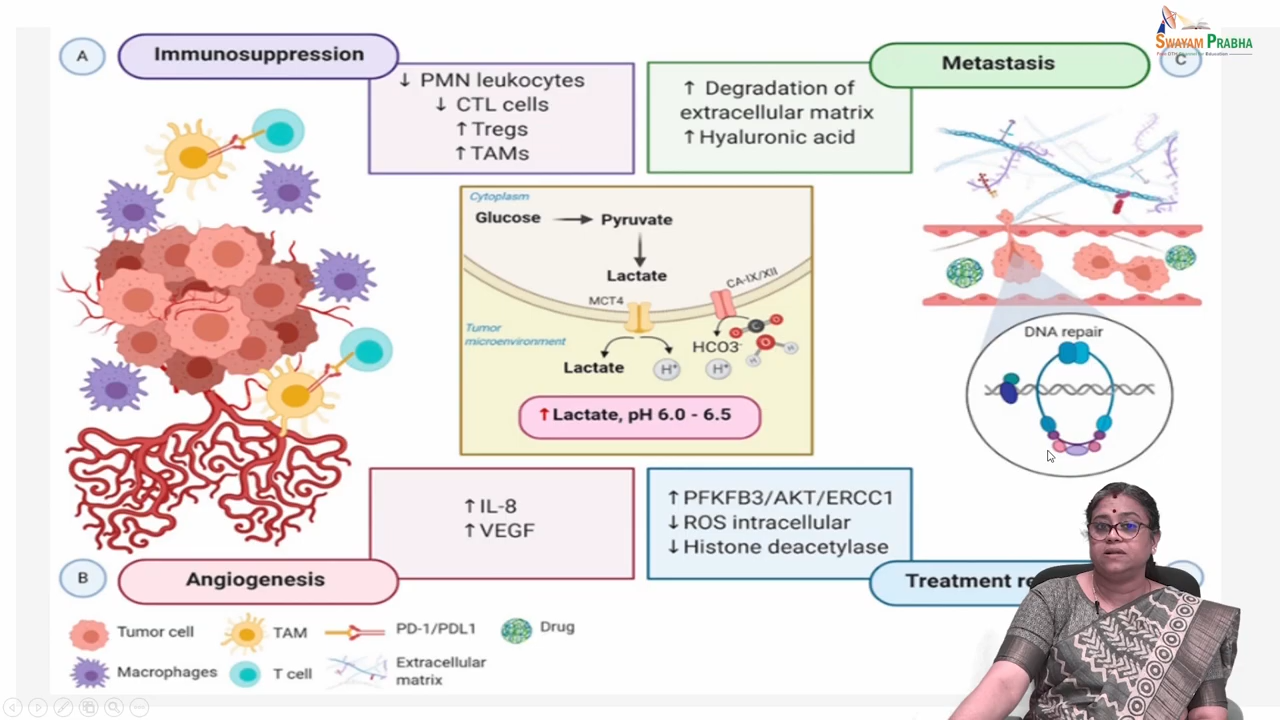 SWAYAM PRABHA
A
Immunosuppression
↓ PMN leukocytes
↓ CTL cells
↑ Tregs
↑ TAMs
Metastasis
C
↑ Degradation of
extracellular matrix
↑ Hyaluronic acid
Cytoplasm
Glucose → Pyruvate
Lactate
MCT4
CA-IX/XII
Tumor
microenvironment
Lactate
H⁺
HCO3⁻
H⁺
H
H
↑ Lactate, pH 6.0 - 6.5
DNA repair
↑ IL-8
↑ VEGF
↑ PFKFB3/AKT/ERCC1
↓ ROS intracellular
↓ Histone deacetylase
B
Angiogenesis
Treatment
Tumor cell
TAM
PD-1/PDL1
Drug
Macrophages
T cell
Extracellular
matrix